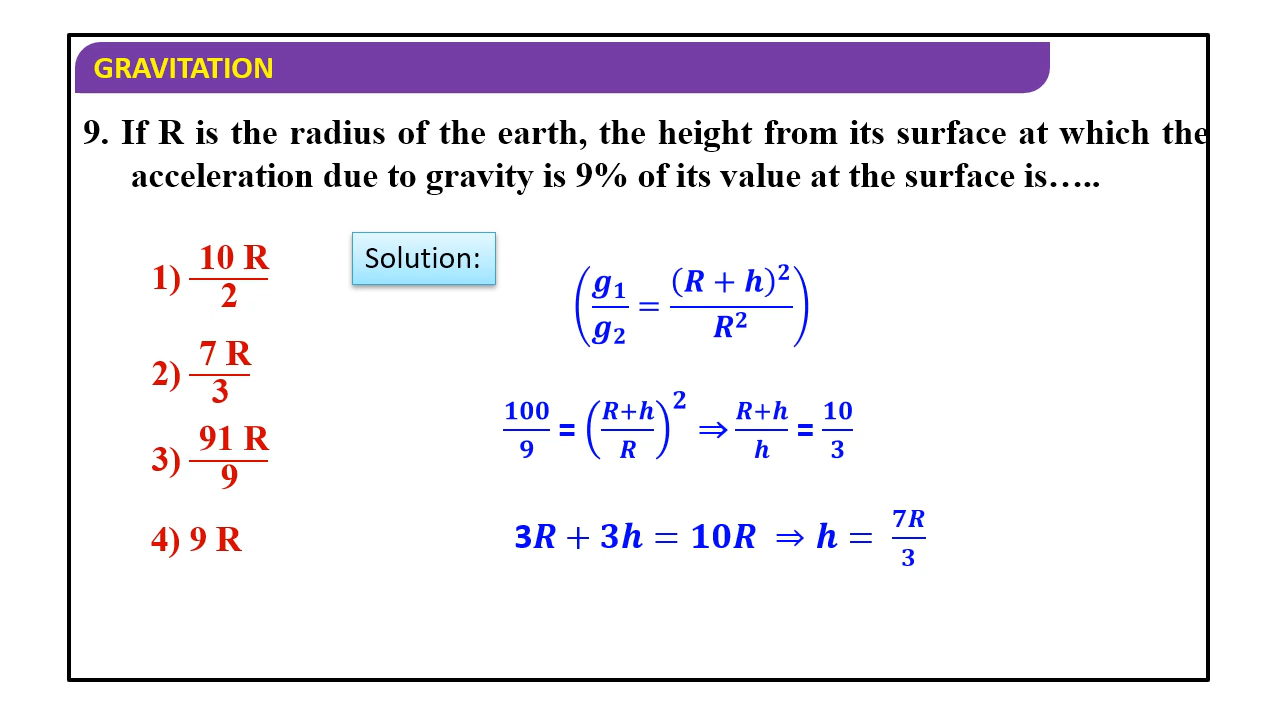 GRAVITATION
9. If R is the radius of the earth, the height from its surface at which the
acceleration due to gravity is 9% of its value at the surface is…..
1) 10 R / 2
Solution:
(g₁/g₂ = (R + h)²/R²)
2) 7 R / 3
100/9 = ((R+h)/R)² ⇒ (R+h)/h = 10/3
3) 91 R / 9
4) 9 R
3R + 3h = 10R ⇒ h = 7R/3